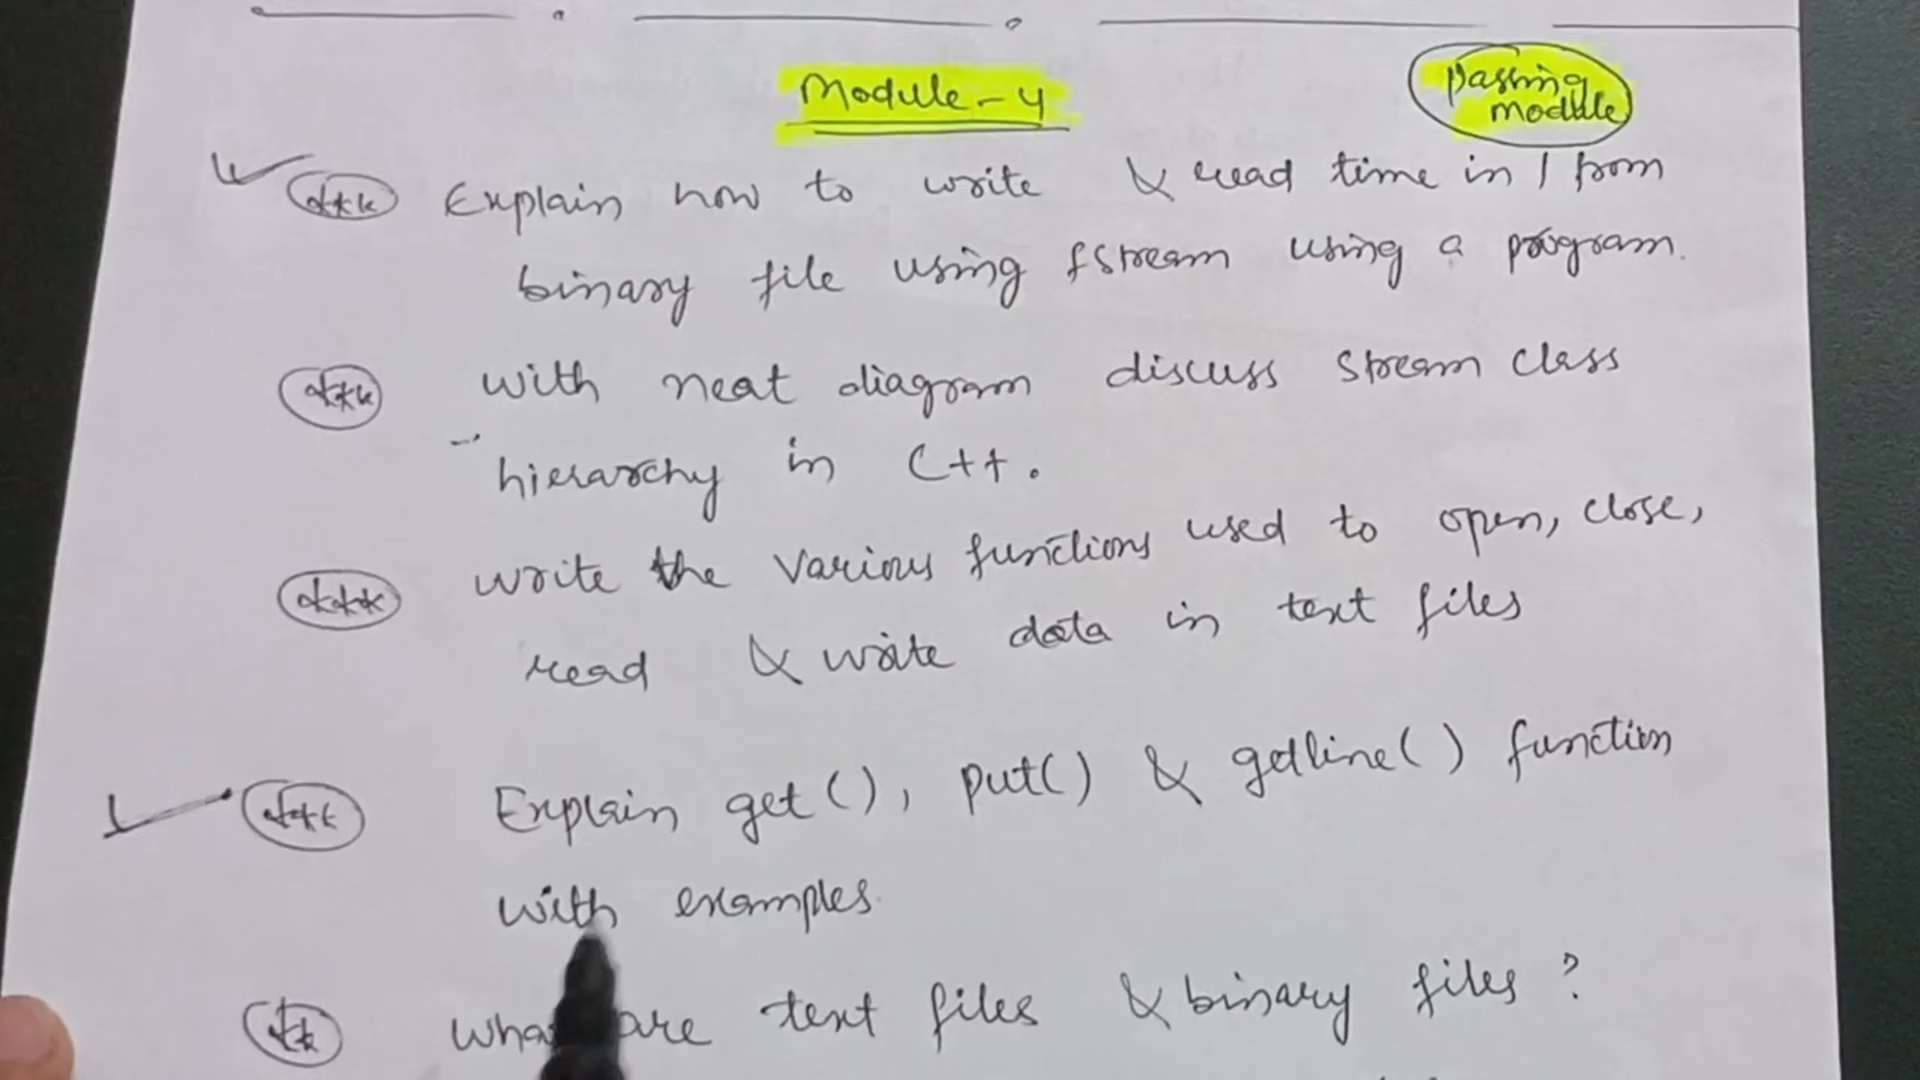 Module - 4
passing
module
*** Explain how to write & read time in / from
binary file using fstream using a program.
*** with neat diagram discuss stream class
hierarchy in C++.
*** write the various functions used to open, close,
read & write data in text files
*** Explain get(), put() & getline() function
with examples.
** What are text files & binary files?